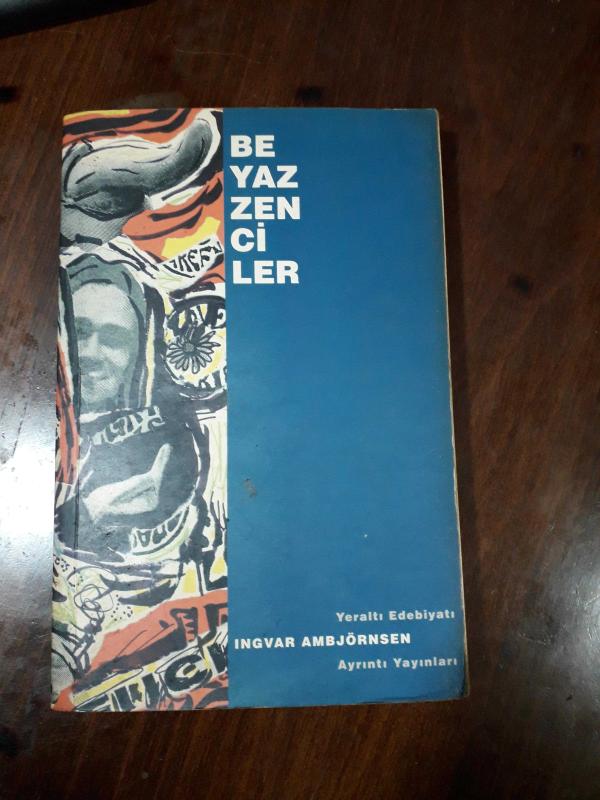 BE
YAZ
ZEN
Cİ
LER
Yeraltı Edebiyatı
INGVAR AMBJÖRNSEN
Ayrıntı Yayınları